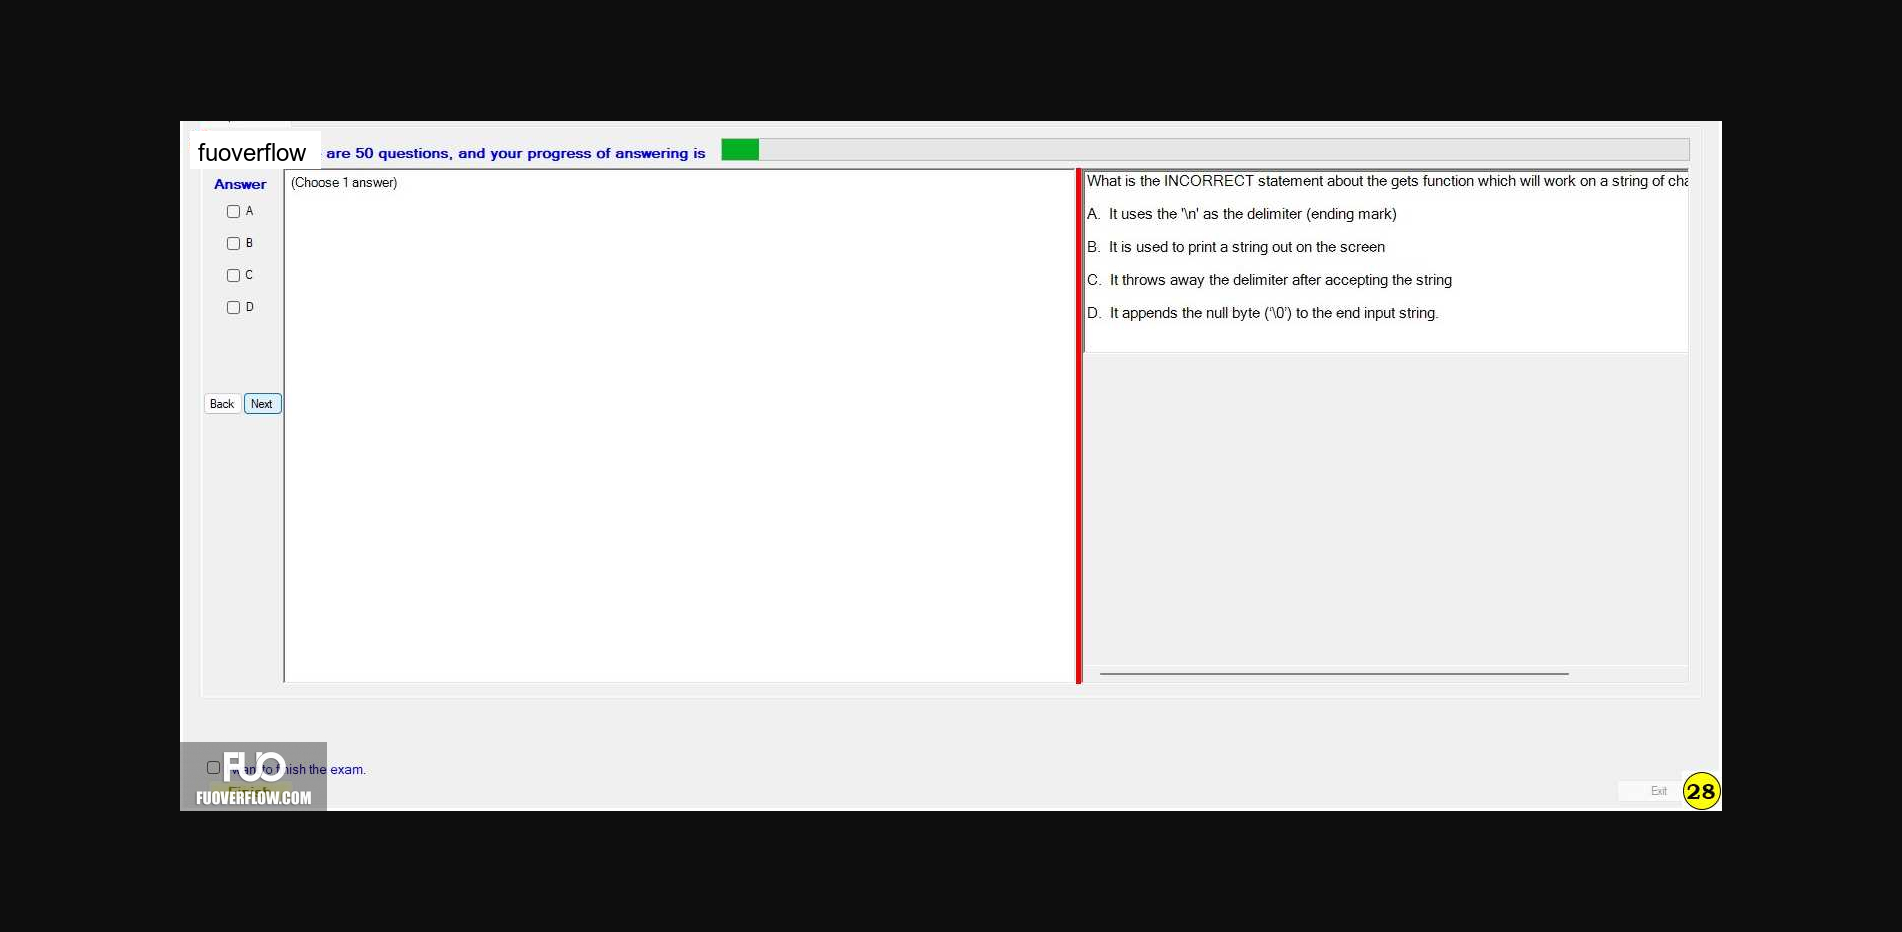 fuoverflow are 50 questions, and your progress of answering is
Answer
(Choose 1 answer)
A
B
C
D
Back Next
What is the INCORRECT statement about the gets function which will work on a string of cha
A. It uses the '\n' as the delimiter (ending mark)
B. It is used to print a string out on the screen
C. It throws away the delimiter after accepting the string
D. It appends the null byte ('\0') to the end input string.
FUO
want to finish the exam.
Finish
FUOVERFLOW.COM
Exit
28